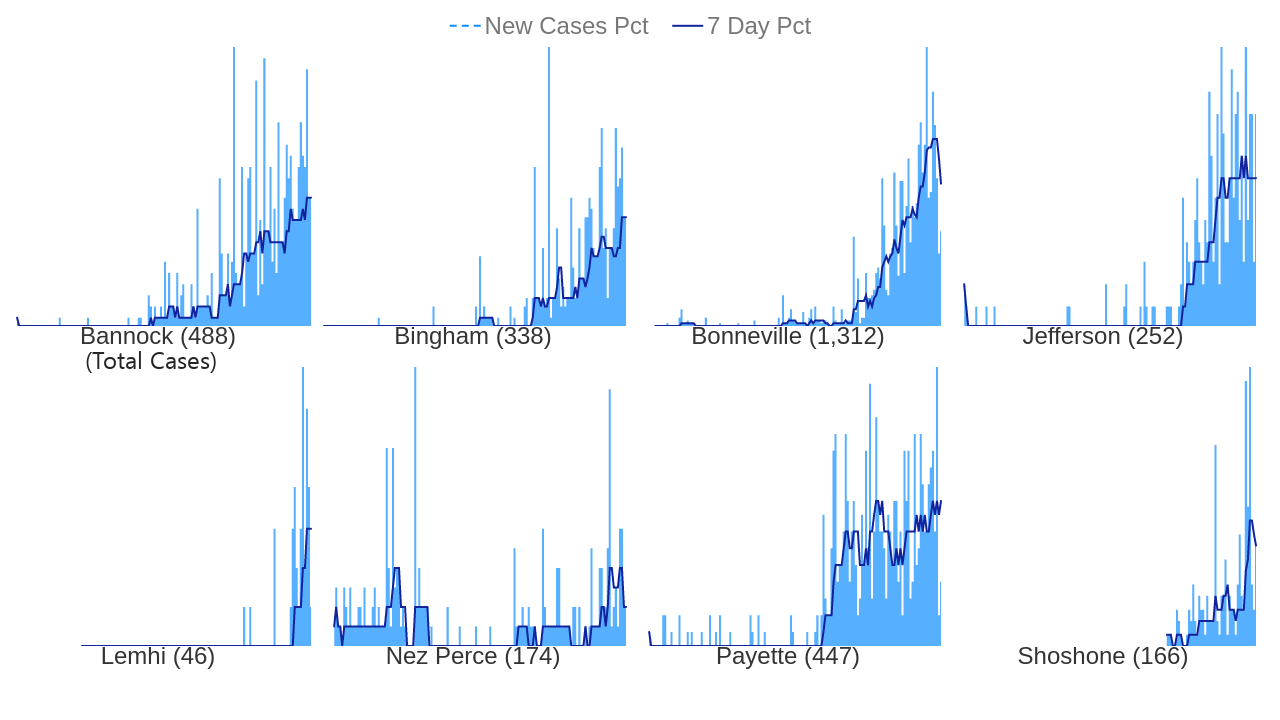 New Cases Pct 7 Day Pct
Bannock (488) Bingham (338) Bonneville (1,312) Jefferson (252)
(Total Cases)
Lemhi (46) Nez Perce (174) Payette (447) Shoshone (166)